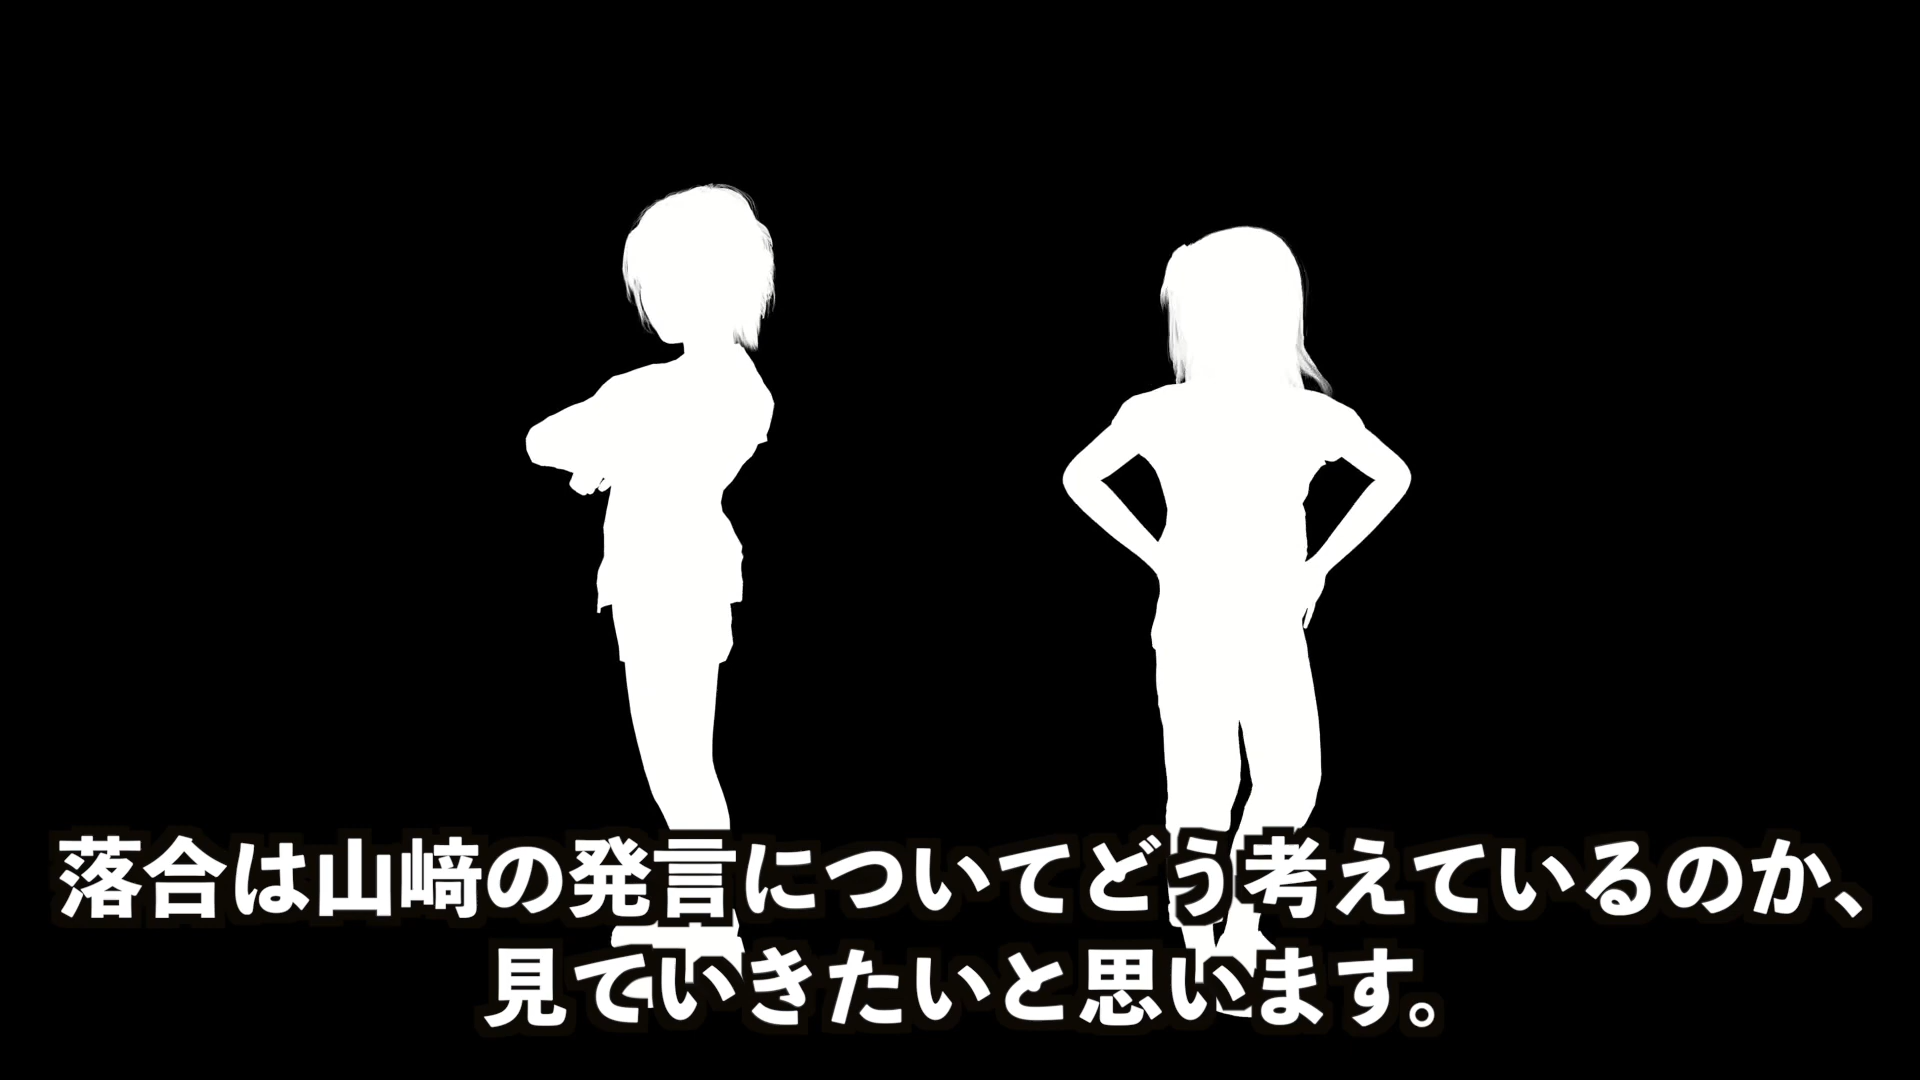 落合は山﨑の発言についてどう考えているのか、
見ていきたいと思います。